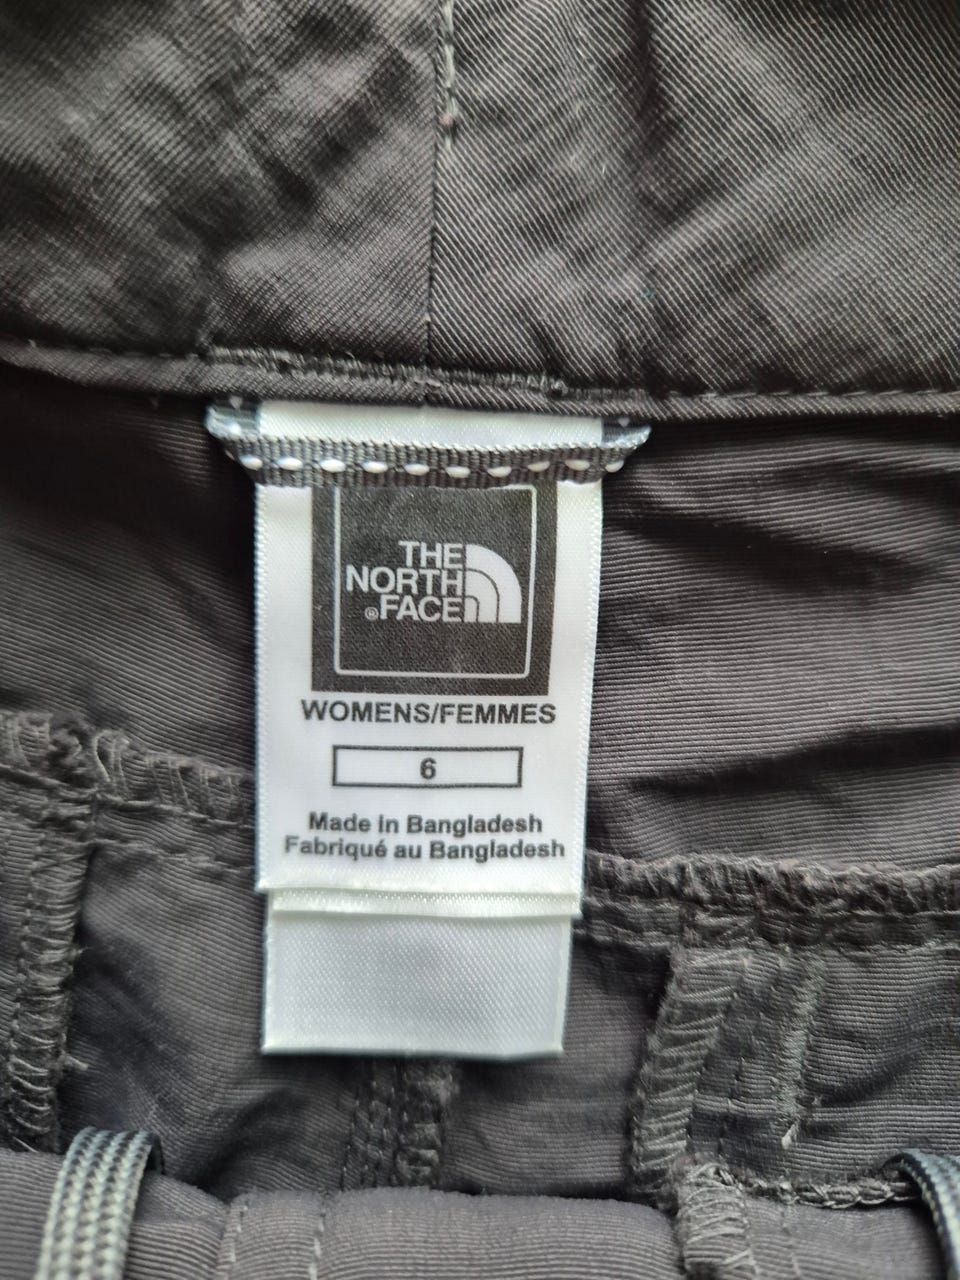 THE
NORTH
®FACE
WOMENS/FEMMES
6
Made in Bangladesh
Fabriqué au Bangladesh